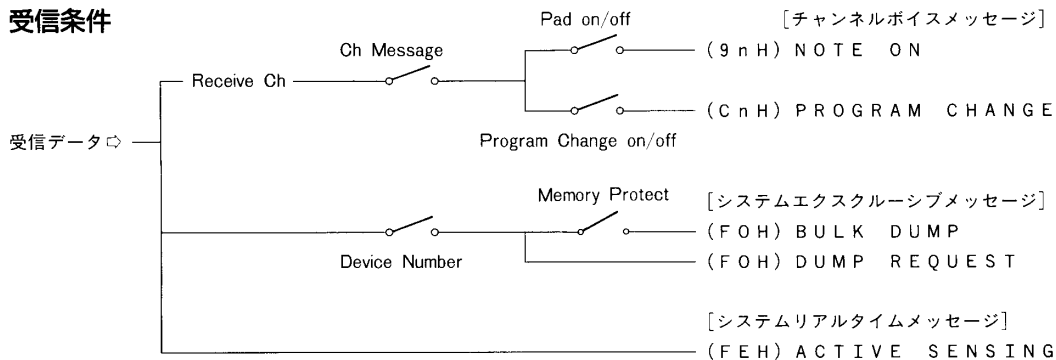 受信条件
Pad on/off
[チャンネルボイスメッセージ]
Ch Message
(9nH) NOTE ON
Receive Ch
(CnH) PROGRAM CHANGE
受信データ⇨
Program Change on/off
Memory Protect
[システムエクスクルーシブメッセージ]
(F0H) BULK DUMP
Device Number
(F0H) DUMP REQUEST
[システムリアルタイムメッセージ]
(FEH) ACTIVE SENSING